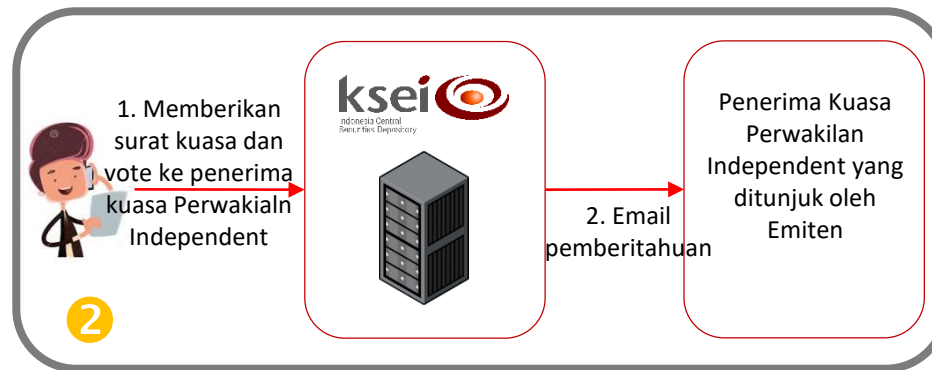 1. Memberikan
surat kuasa dan
vote ke penerima
kuasa Perwakialn
Independent
ksei
Indonesia Central
Securities Depository
2. Email
pemberitahuan
Penerima Kuasa
Perwakilan
Independent yang
ditunjuk oleh
Emiten
2